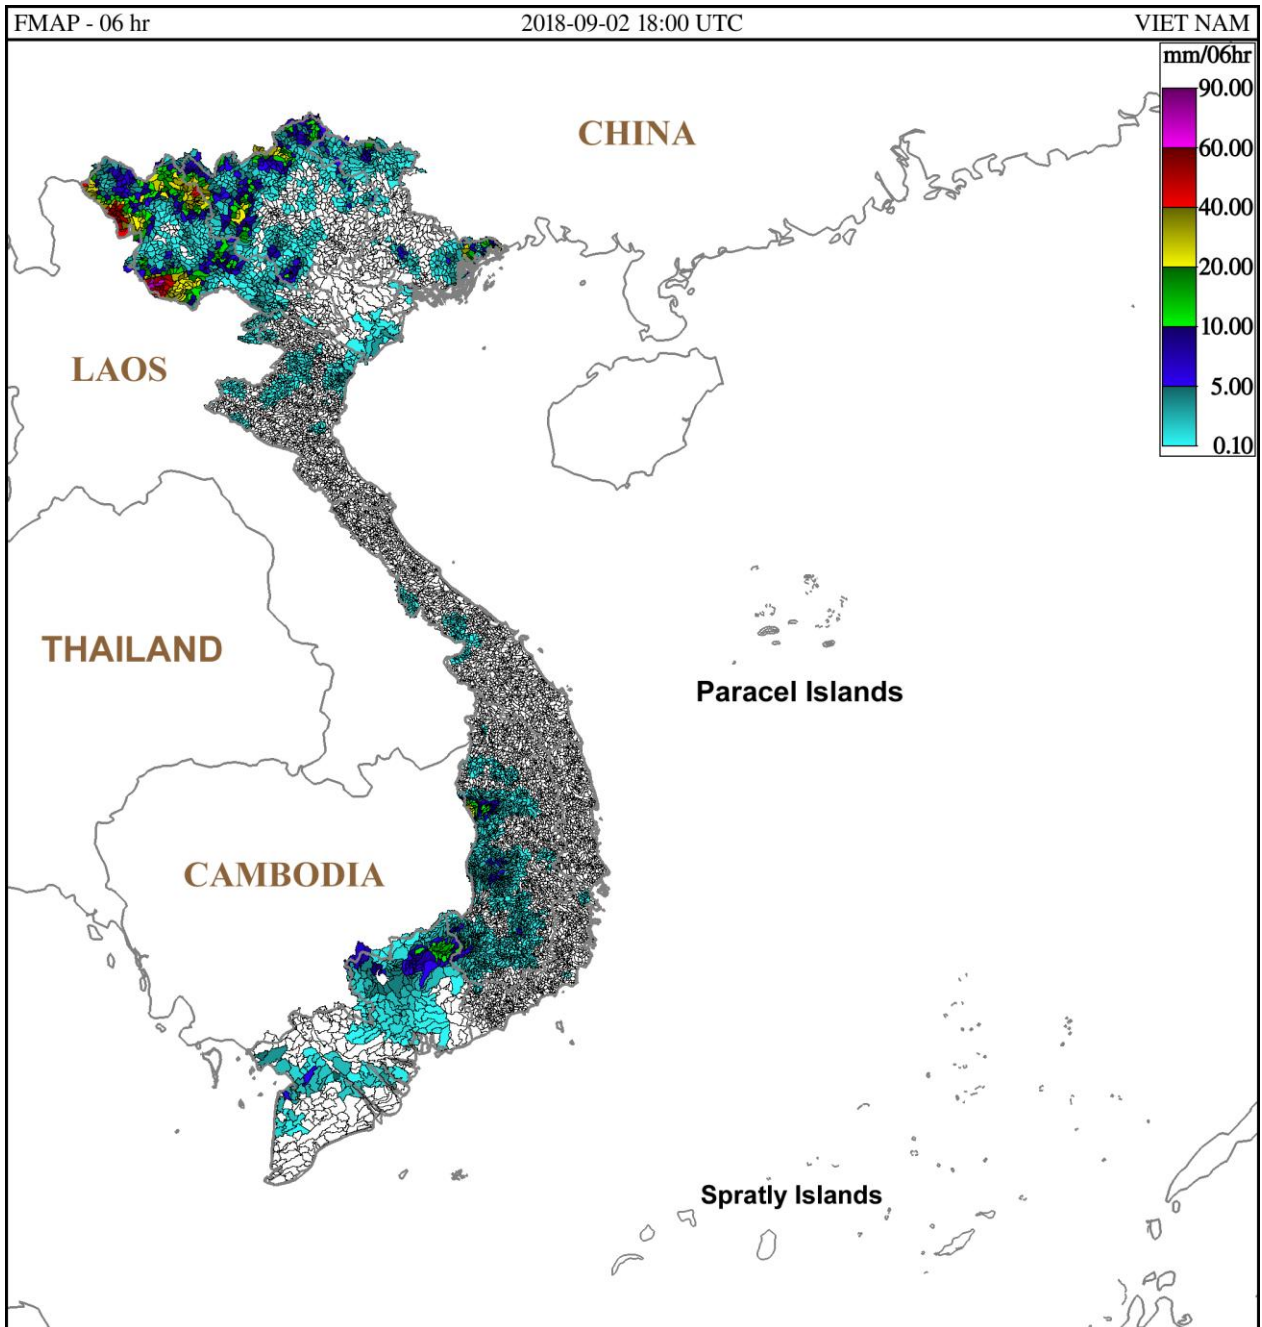 FMAP - 06 hr 2018-09-02 18:00 UTC VIET NAM
mm/06hr
90.00
60.00
40.00
20.00
10.00
5.00
0.10
CHINA
LAOS
THAILAND
Paracel Islands
CAMBODIA
Spratly Islands